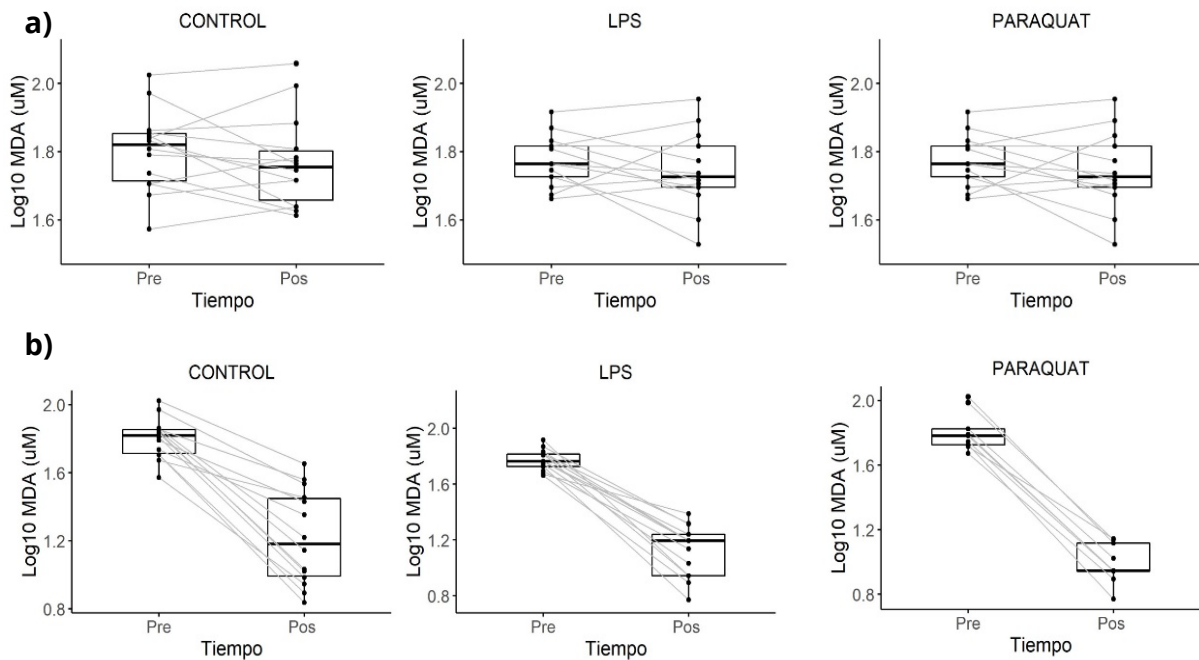 a)
CONTROL
Log10 MDA (uM)
2.0
1.8
1.6
Pre
Pos
Tiempo
LPS
Log10 MDA (uM)
2.0
1.8
1.6
Pre
Pos
Tiempo
PARAQUAT
Log10 MDA (uM)
2.0
1.8
1.6
Pre
Pos
Tiempo
b)
CONTROL
Log10 MDA (uM)
2.0
1.6
1.2
0.8
Pre
Pos
Tiempo
LPS
Log10 MDA (uM)
2.0
1.6
1.2
0.8
Pre
Pos
Tiempo
PARAQUAT
Log10 MDA (uM)
2.0
1.6
1.2
0.8
Pre
Pos
Tiempo